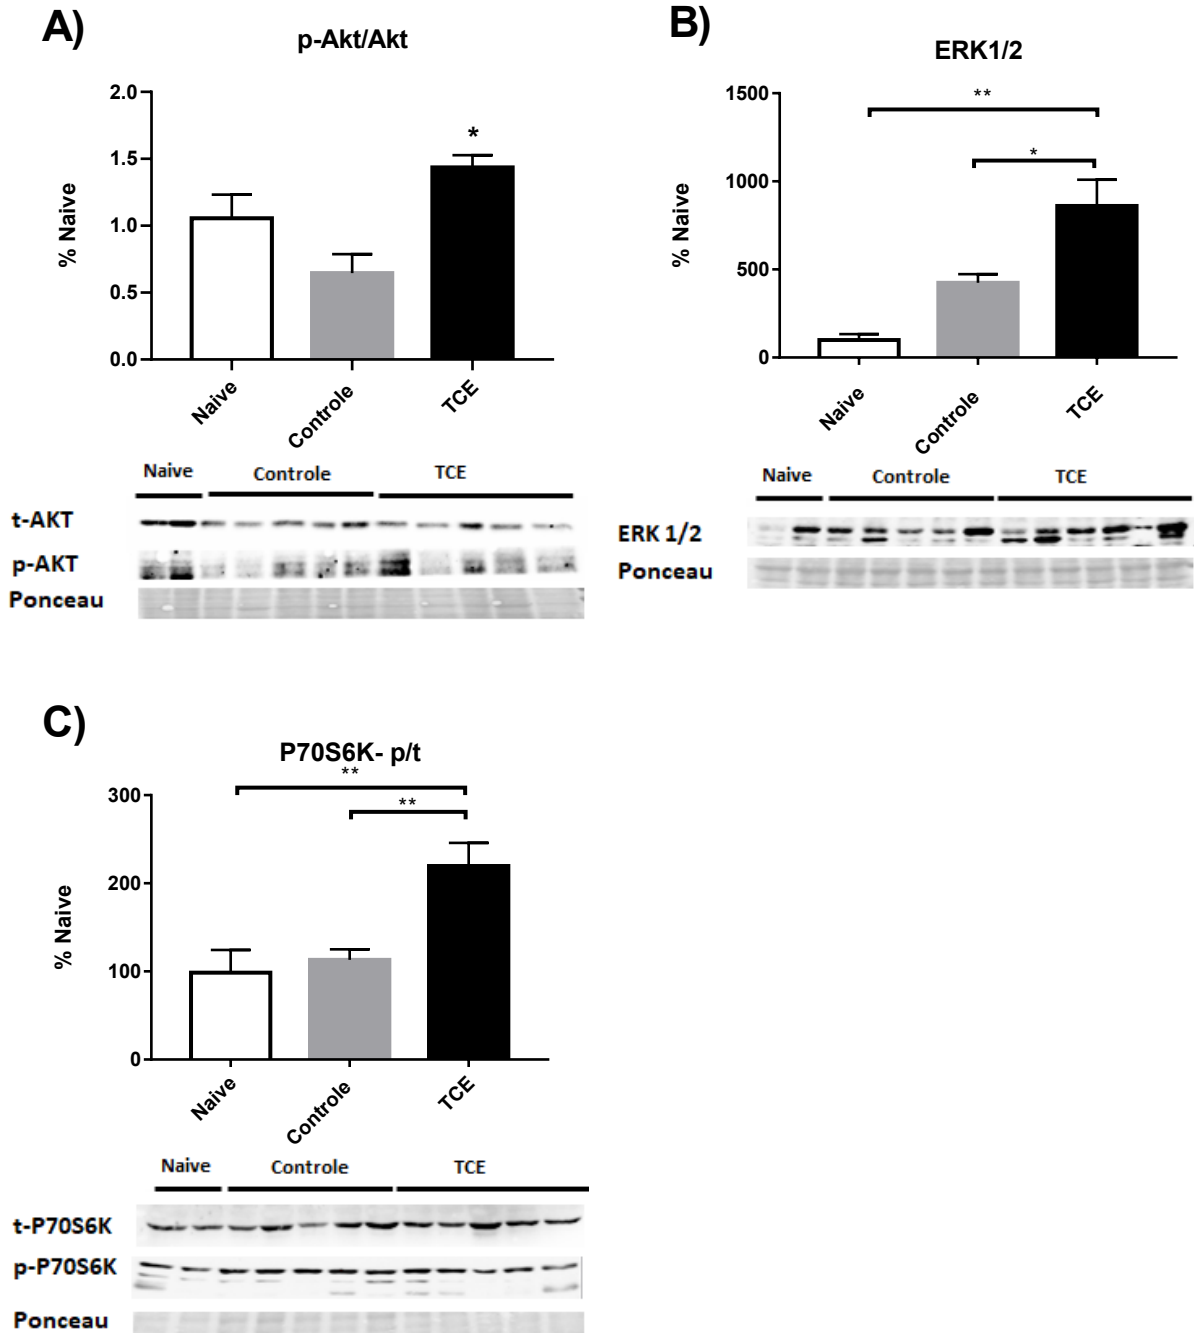 A)
p-Akt/Akt
2.0
1.5
1.0
0.5
0.0
% Naive
*
Naive
Controle
TCE
Naive Controle TCE
t-AKT
p-AKT
Ponceau
B)
ERK1/2
1500
1000
500
0
% Naive
**
*
Naive
Controle
TCE
Naive Controle TCE
ERK 1/2
Ponceau
C)
P70S6K- p/t
300
200
100
0
% Naive
**
**
Naive
Controle
TCE
Naive Controle TCE
t-P70S6K
p-P70S6K
Ponceau